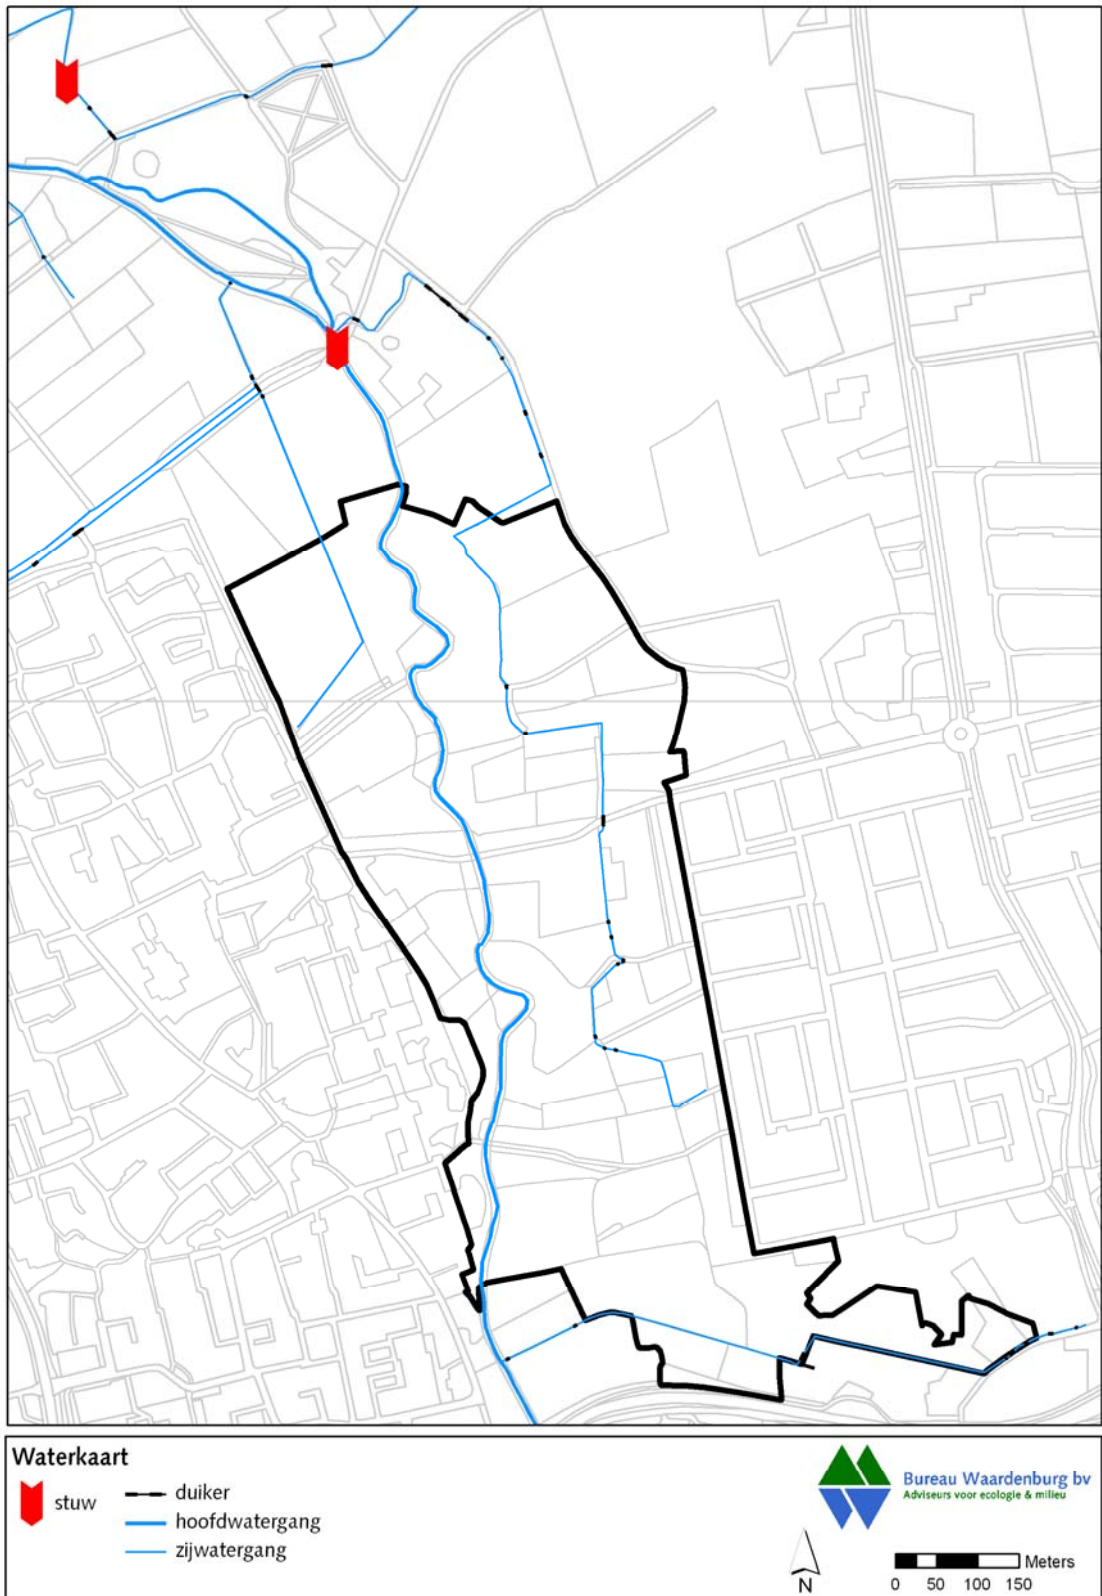 Waterkaart
stuw
duiker
hoofdwatergang
zijwatergang
Bureau Waardenburg bv
Adviseurs voor ecologie & milieu
N
Meters
0 50 100 150